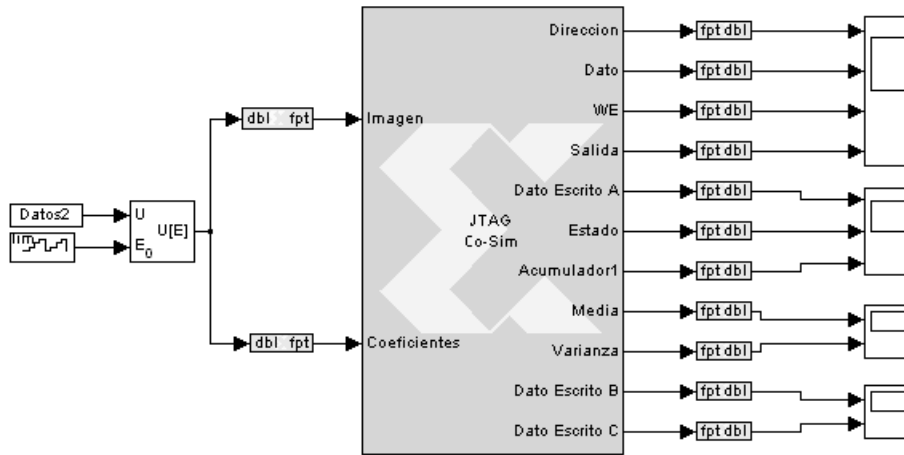 Direccion fpt dbl
Dato fpt dbl
dbl fpt Imagen WE fpt dbl
Salida fpt dbl
Datos2 U Dato Escrito A fpt dbl
U[E] JTAG Estado fpt dbl
E0 Co-Sim
Acumulador1 fpt dbl
Media fpt dbl
dbl fpt Coeficientes Varianza fpt dbl
Dato Escrito B fpt dbl
Dato Escrito C fpt dbl